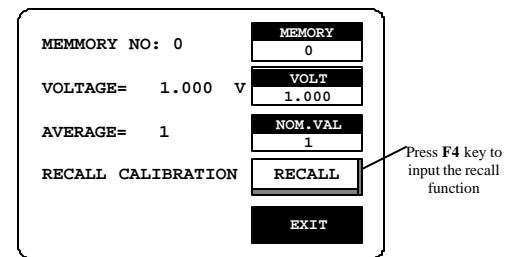 MEMMORY NO: 0
MEMORY
0
VOLTAGE= 1.000 V
VOLT
1.000
AVERAGE= 1
NOM.VAL
1
RECALL CALIBRATION
RECALL
EXIT
Press F4 key to
input the recall
function